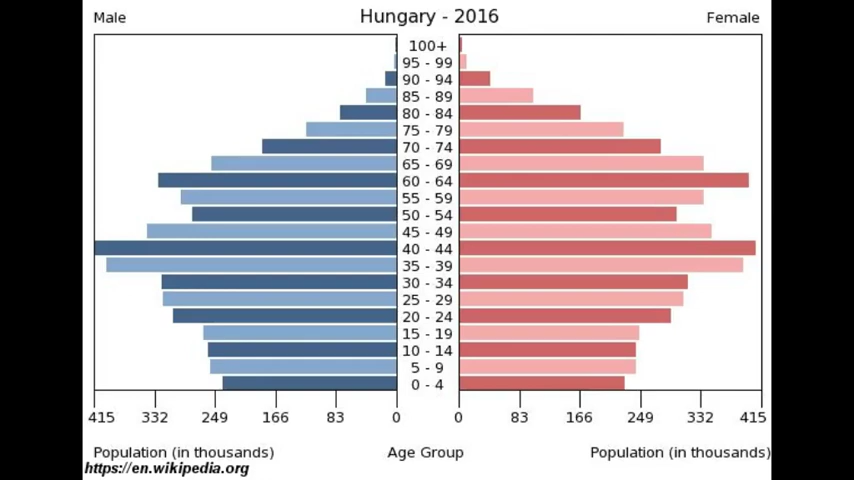 Hungary - 2016
Male
Female
100+
95 - 99
90 - 94
85 - 89
80 - 84
75 - 79
70 - 74
65 - 69
60 - 64
55 - 59
50 - 54
45 - 49
40 - 44
35 - 39
30 - 34
25 - 29
20 - 24
15 - 19
10 - 14
5 - 9
0 - 4
415 332 249 166 83 0 0 83 166 249 332 415
Population (in thousands) Age Group Population (in thousands)
https://en.wikipedia.org